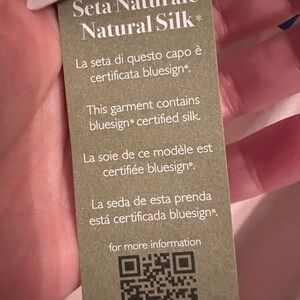 Seta Naturale
Natural Silk*
La seta di questo capo è
certificata bluesign®.
This garment contains
bluesign® certified silk.
La soie de ce modèle est
certifiée bluesign®.
La seda de esta prenda
está certificada bluesign®.
for more information